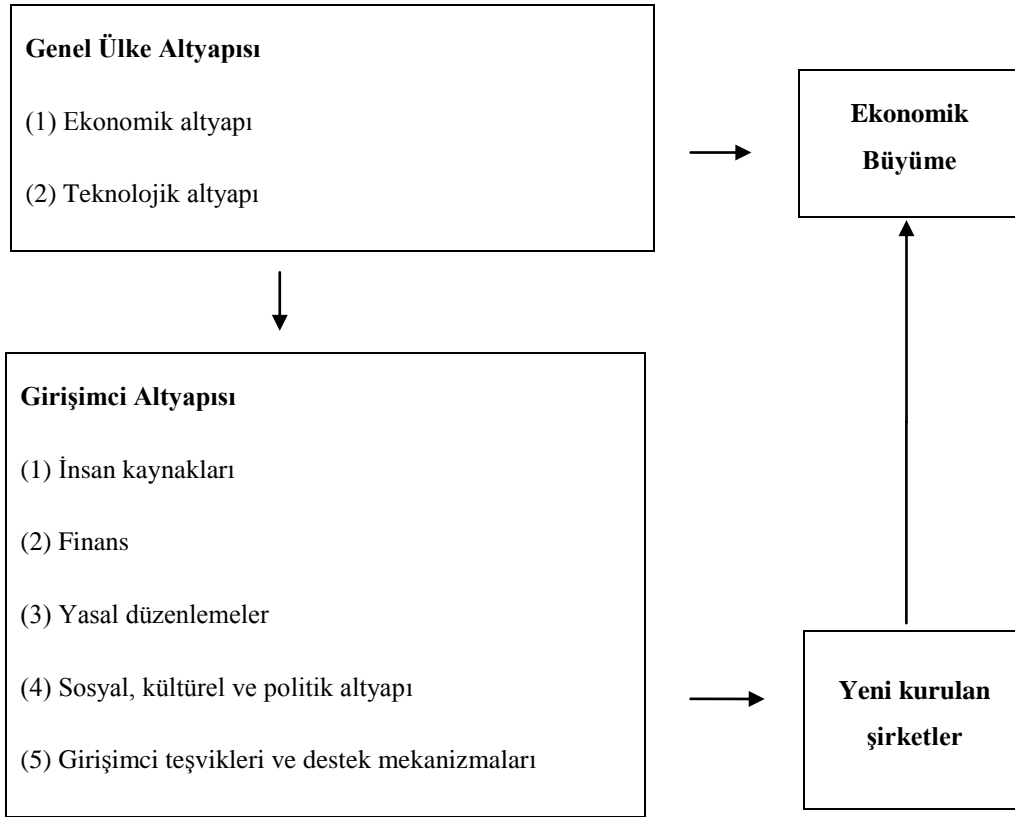 Genel Ülke Altyapısı
(1) Ekonomik altyapı
(2) Teknolojik altyapı
Ekonomik
Büyüme
Girişimci Altyapısı
(1) İnsan kaynakları
(2) Finans
(3) Yasal düzenlemeler
(4) Sosyal, kültürel ve politik altyapı
(5) Girişimci teşvikleri ve destek mekanizmaları
Yeni kurulan
şirketler